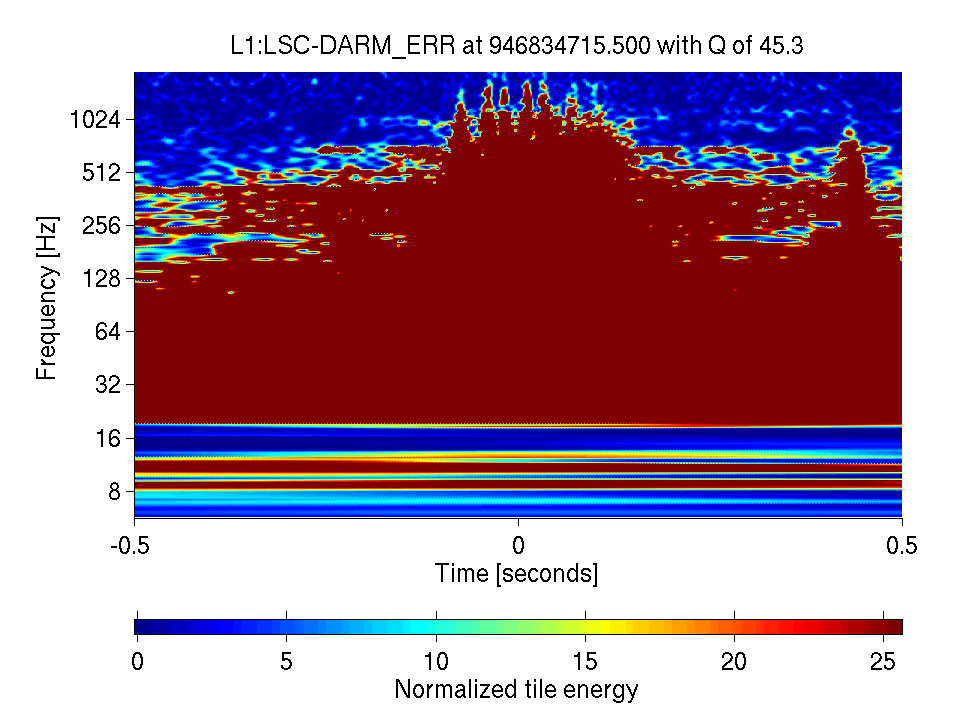 L1:LSC-DARM_ERR at 946834715.500 with Q of 45.3
Frequency [Hz]
1024
512
256
128
64
32
16
8
-0.5 0 0.5
Time [seconds]
0 5 10 15 20 25
Normalized tile energy